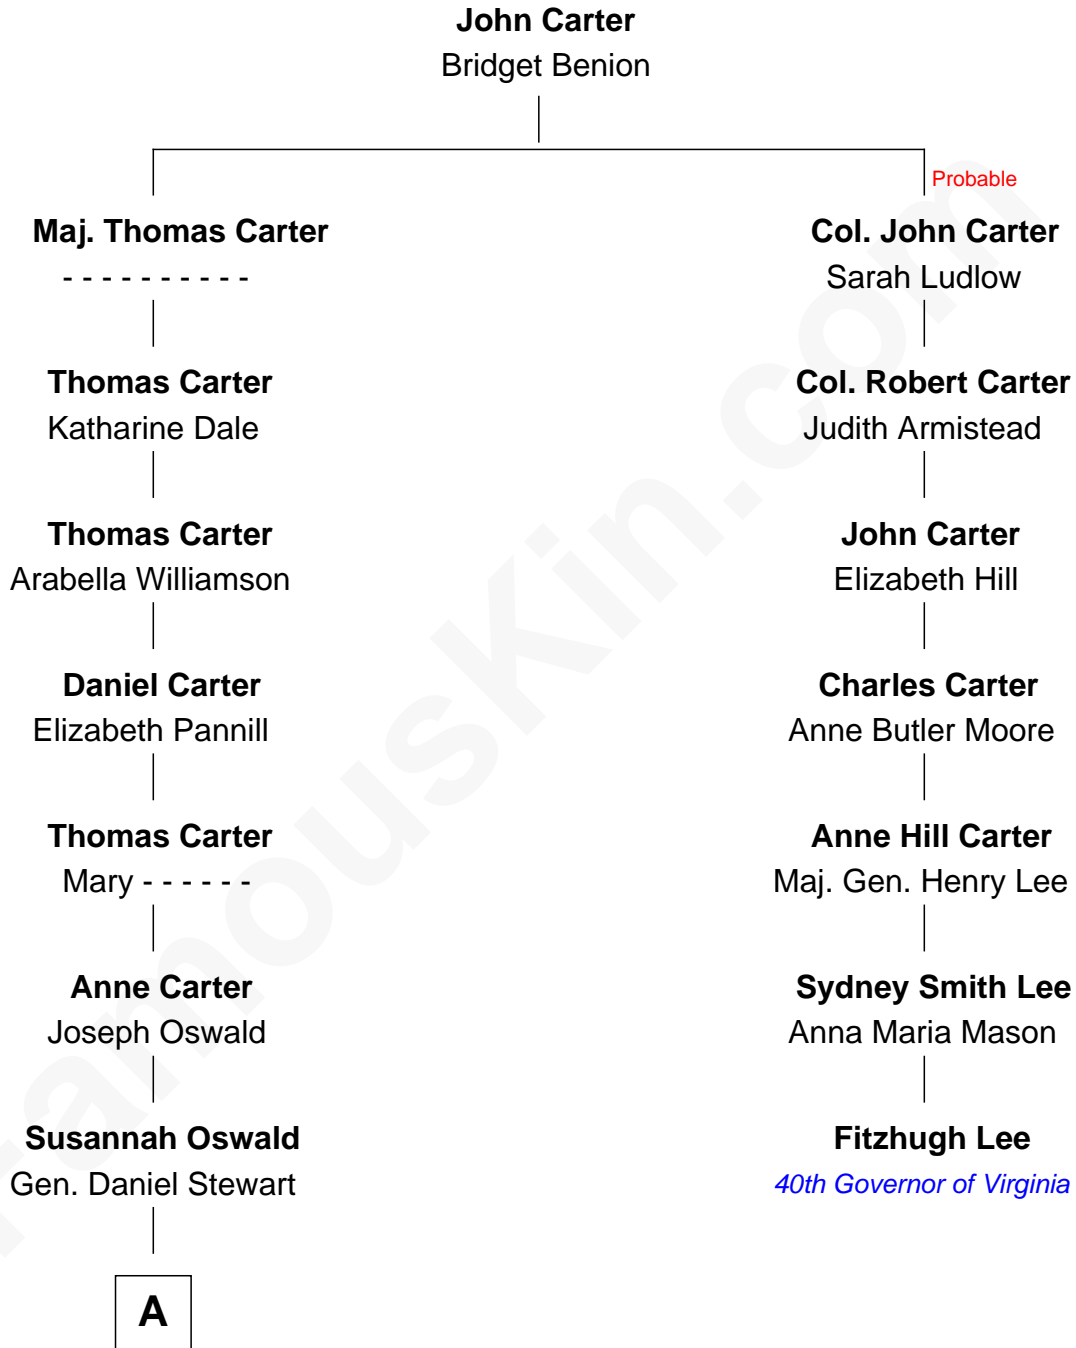 John Carter
Bridget Benion
Probable
Maj. Thomas Carter
- - - - - - - - - -
Thomas Carter
Katharine Dale
Thomas Carter
Arabella Williamson
Daniel Carter
Elizabeth Pannill
Thomas Carter
Mary - - - - - -
Anne Carter
Joseph Oswald
Susannah Oswald
Gen. Daniel Stewart
A
Col. John Carter
Sarah Ludlow
Col. Robert Carter
Judith Armistead
John Carter
Elizabeth Hill
Charles Carter
Anne Butler Moore
Anne Hill Carter
Maj. Gen. Henry Lee
Sydney Smith Lee
Anna Maria Mason
Fitzhugh Lee
40th Governor of Virginia
FamousKin.com